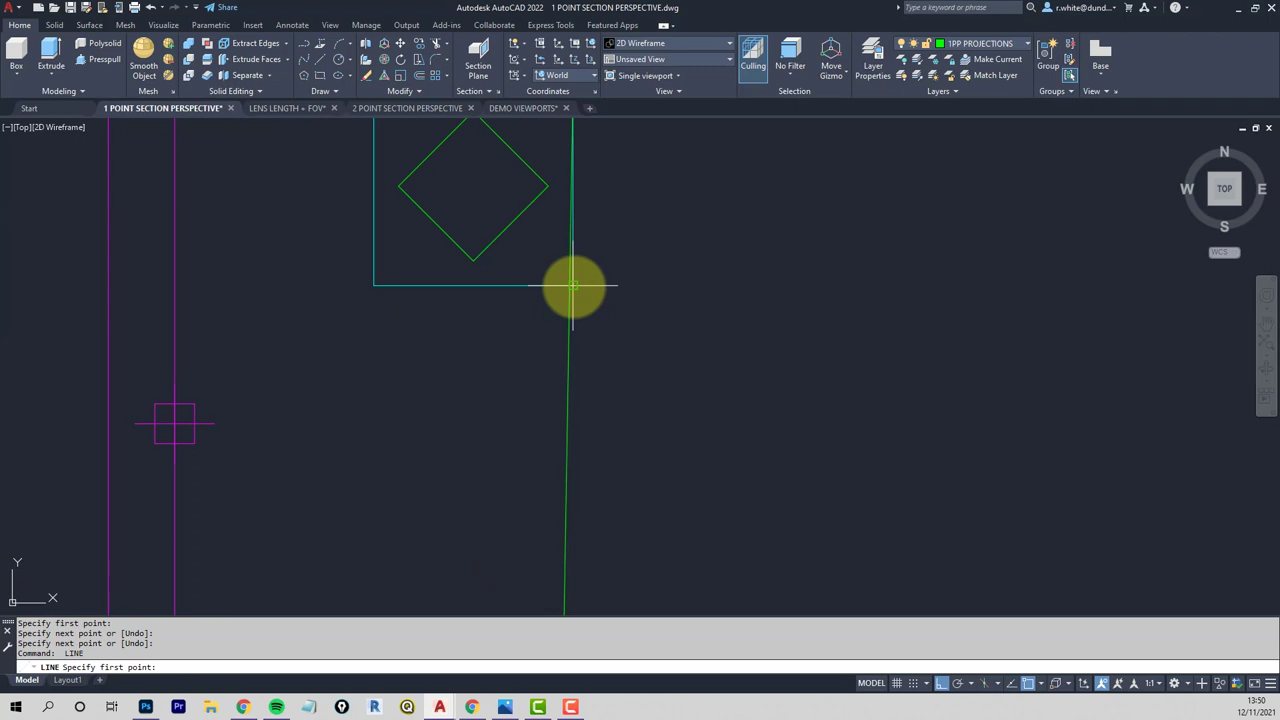 Share
Autodesk AutoCAD 2022 1 POINT SECTION PERSPECTIVE.dwg
Type a keyword or phrase
r.white@dund...
Home Solid Surface Mesh Visualize Parametric Insert Annotate View Manage Output Add-ins Collaborate Express Tools Featured Apps
Polysolid
Extract Edges
2D Wireframe
1PP PROJECTIONS
Make Current
Box
Extrude
Presspull
Smooth
Object
Extrude Faces
Section
Plane
Unsaved View
Culling
No Filter
Move
Gizmo
Layer
Properties
Group
Base
Separate
World
Single viewport
Match Layer
Modeling
Mesh
Solid Editing
Draw
Modify
Section
Coordinates
View
Selection
Layers
Groups
View
Start
1 POINT SECTION PERSPECTIVE*
LENS LENGTH + FOV*
2 POINT SECTION PERSPECTIVE
DEMO VIEWPORTS*
[−][Top][2D Wireframe]
N
W TOP E
S
WCS
Y
X
Specify first point:
Specify next point or [Undo]:
Specify next point or [Undo]:
Command: LINE
LINE Specify first point:
Model Layout1
MODEL
1:1
Ps Pr R A
13:50
12/11/2021